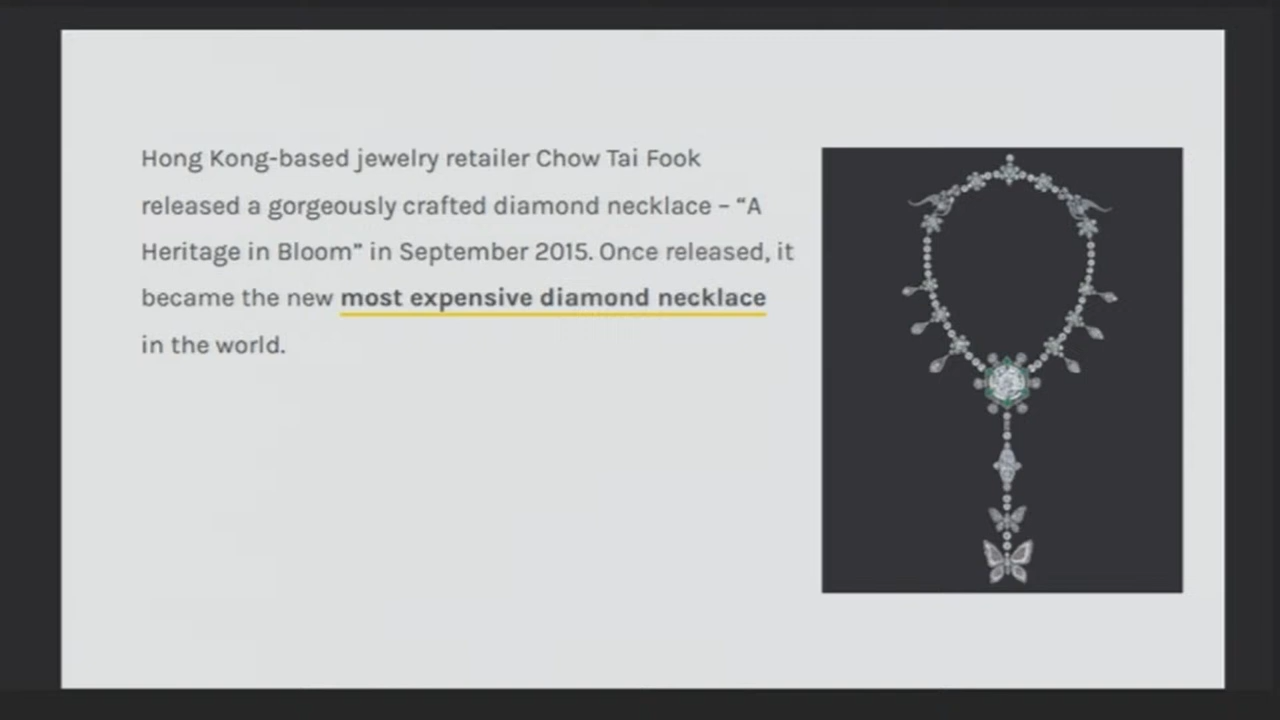 Hong Kong-based jewelry retailer Chow Tai Fook
released a gorgeously crafted diamond necklace – “A
Heritage in Bloom” in September 2015. Once released, it
became the new most expensive diamond necklace
in the world.